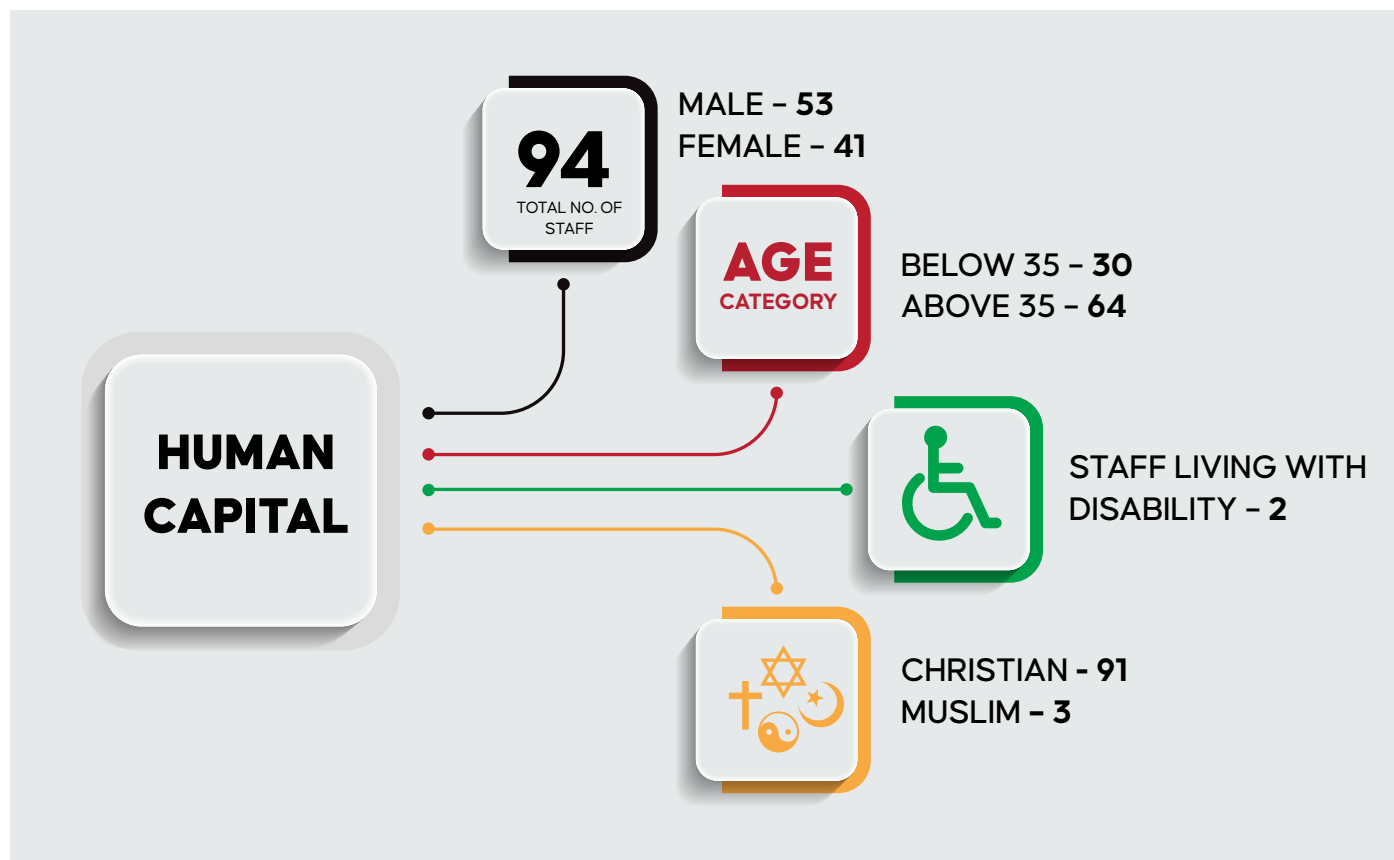 94
TOTAL NO. OF
STAFF
MALE – 53
FEMALE – 41
AGE
CATEGORY
BELOW 35 – 30
ABOVE 35 – 64
HUMAN
CAPITAL
STAFF LIVING WITH
DISABILITY – 2
CHRISTIAN - 91
MUSLIM – 3